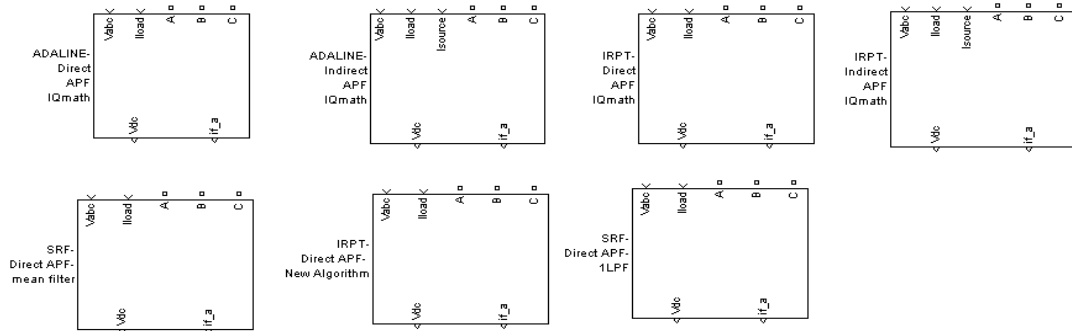 Vabc Iload A B C
ADALINE-
Direct
APF
IQmath
Vdc if_a
Vabc Iload Isource A B C
ADALINE-
Indirect
APF
IQmath
Vdc if_a
Vabc Iload A B C
IRPT-
Direct
APF
IQmath
Vdc if_a
Vabc Iload Isource A B C
IRPT-
Indirect
APF
IQmath
Vdc if_a
Vabc Iload A B C
SRF-
Direct APF-
mean filter
Vdc if_a
Vabc Iload A B C
IRPT-
Direct APF-
New Algorithm
Vdc if_a
Vabc Iload A B C
SRF-
Direct APF-
1LPF
Vdc if_a